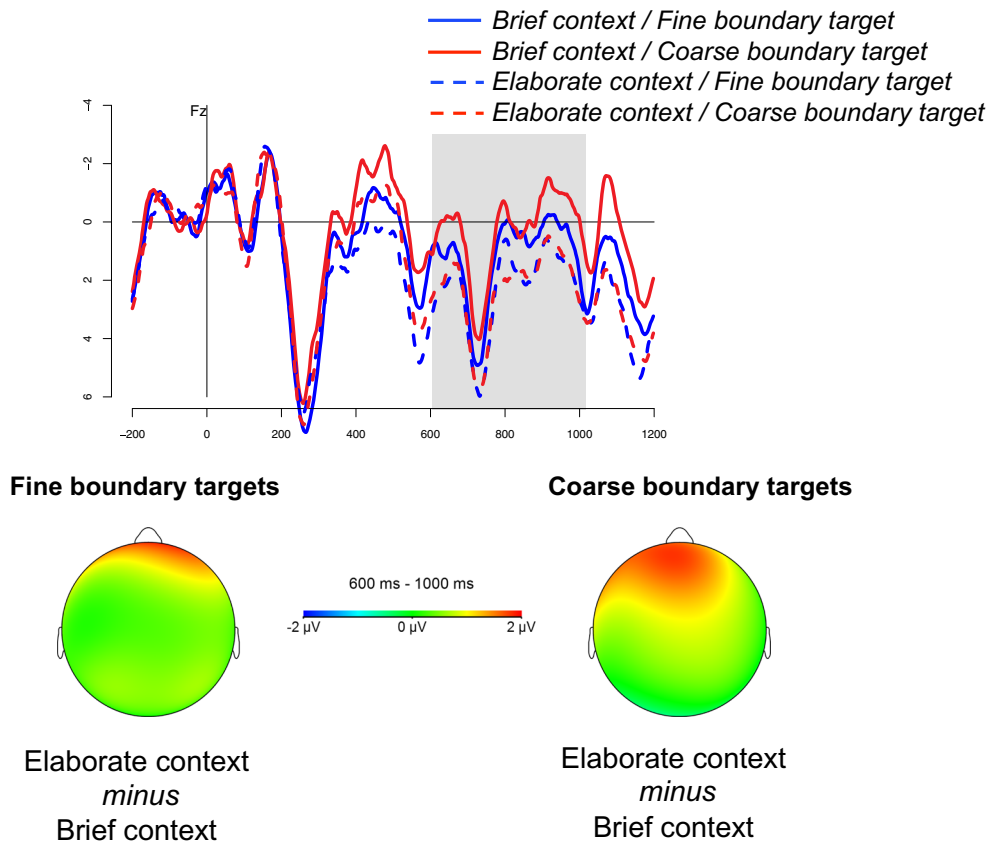 Brief context / Fine boundary target
Brief context / Coarse boundary target
Elaborate context / Fine boundary target
Elaborate context / Coarse boundary target
Fz
-4
-2
0
2
4
6
−200 0 200 400 600 800 1000 1200
Fine boundary targets
Coarse boundary targets
600 ms - 1000 ms
-2 µV 0 µV 2 µV
Elaborate context
minus
Brief context
Elaborate context
minus
Brief context